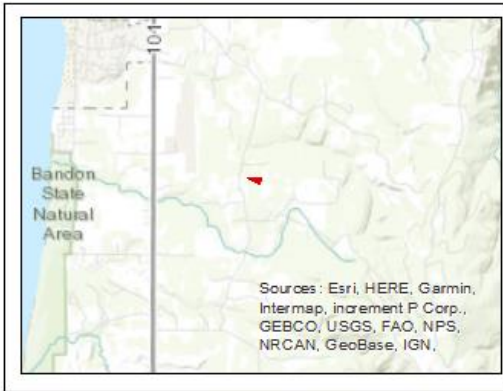 101
Bandon
State
Natural
Area
Sources: Esri, HERE, Garmin,
Intermap, increment P Corp.,
GEBCO, USGS, FAO, NPS,
NRCAN, GeoBase, IGN,